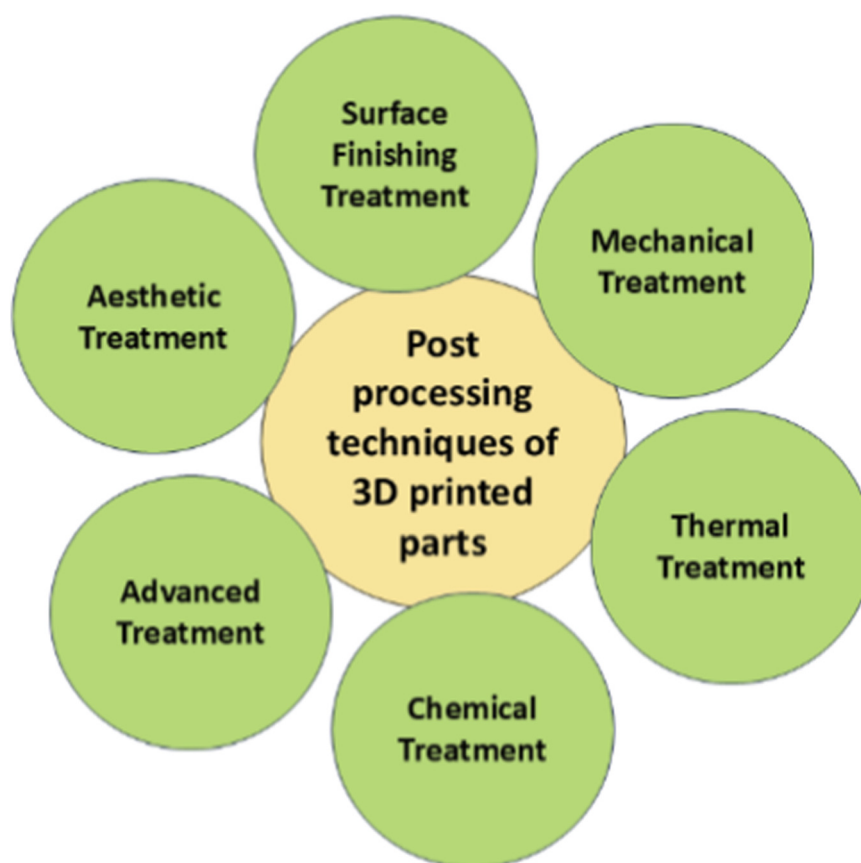 Surface
Finishing
Treatment
Mechanical
Treatment
Aesthetic
Treatment
Post
processing
techniques of
3D printed
parts
Thermal
Treatment
Advanced
Treatment
Chemical
Treatment